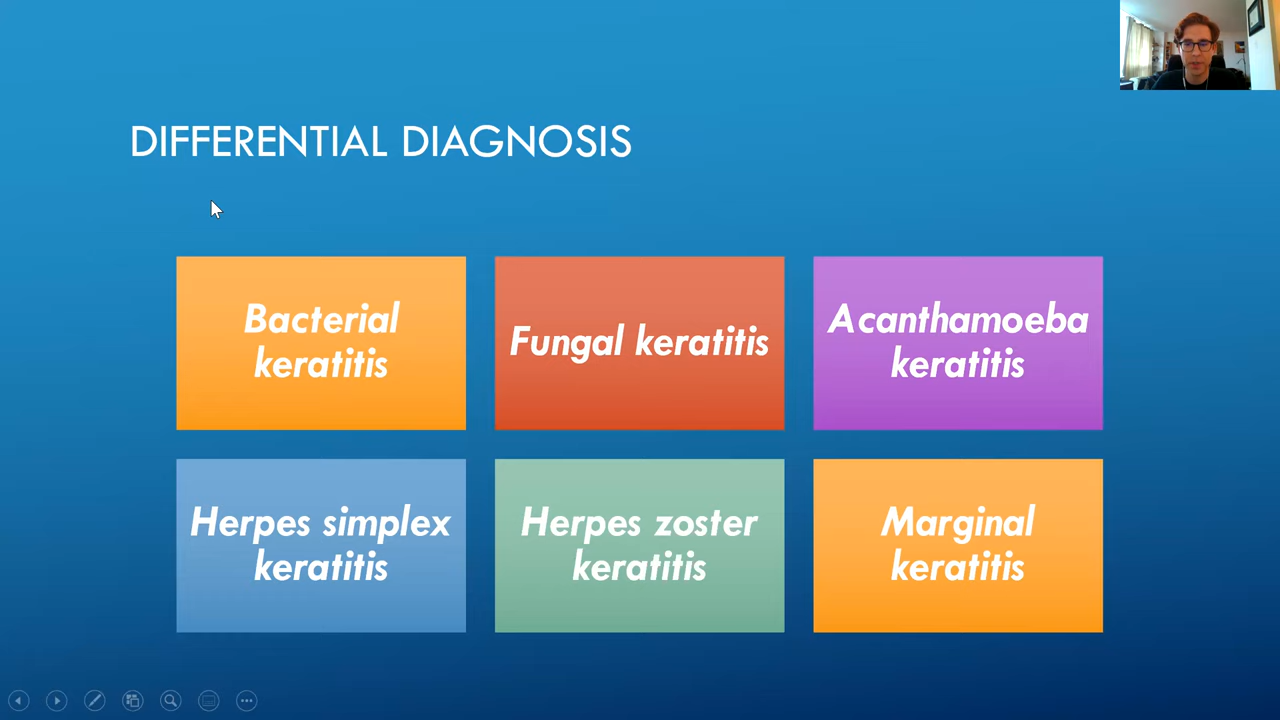 DIFFERENTIAL DIAGNOSIS
Bacterial
keratitis
Fungal keratitis
Acanthamoeba
keratitis
Herpes simplex
keratitis
Herpes zoster
keratitis
Marginal
keratitis